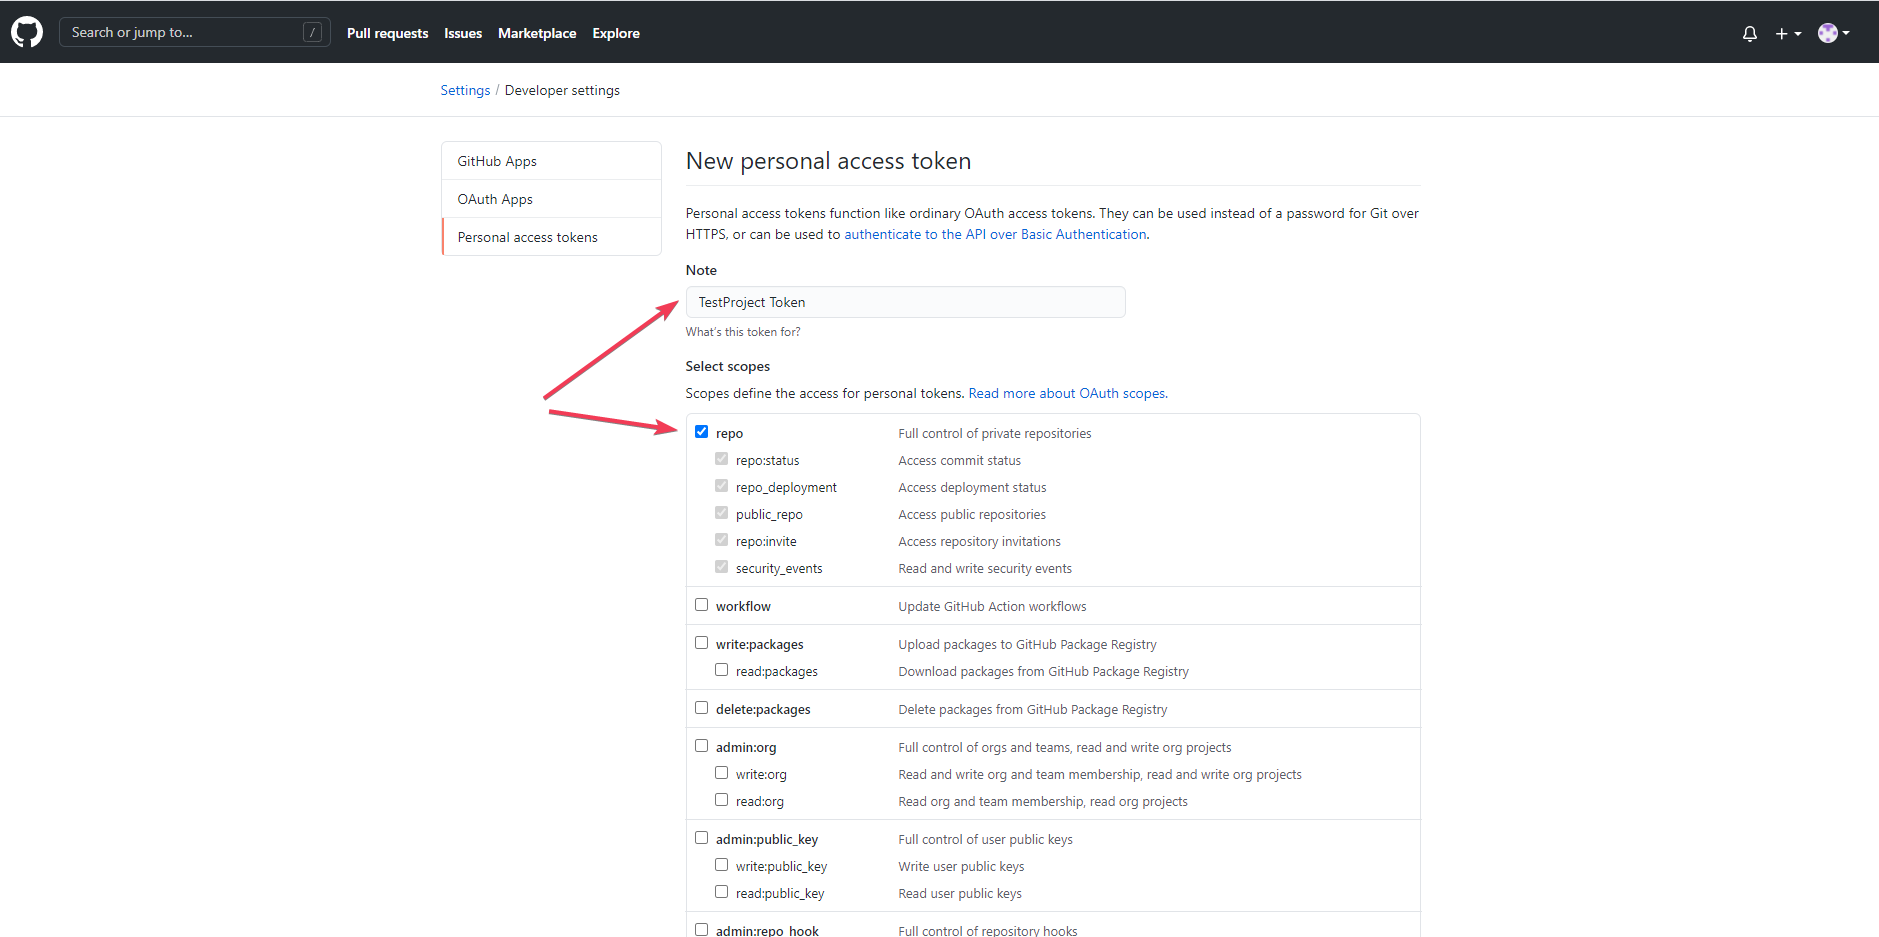 Search or jump to...
/
Pull requests
Issues
Marketplace
Explore
Settings / Developer settings
GitHub Apps
OAuth Apps
Personal access tokens
New personal access token
Personal access tokens function like ordinary OAuth access tokens. They can be used instead of a password for Git over
HTTPS, or can be used to authenticate to the API over Basic Authentication.
Note
TestProject Token
What's this token for?
Select scopes
Scopes define the access for personal tokens. Read more about OAuth scopes.
repo Full control of private repositories
repo:status Access commit status
repo_deployment Access deployment status
public_repo Access public repositories
repo:invite Access repository invitations
security_events Read and write security events
workflow Update GitHub Action workflows
write:packages Upload packages to GitHub Package Registry
read:packages Download packages from GitHub Package Registry
delete:packages Delete packages from GitHub Package Registry
admin:org Full control of orgs and teams, read and write org projects
write:org Read and write org and team membership, read and write org projects
read:org Read org and team membership, read org projects
admin:public_key Full control of user public keys
write:public_key Write user public keys
read:public_key Read user public keys
admin:repo_hook Full control of repository hooks